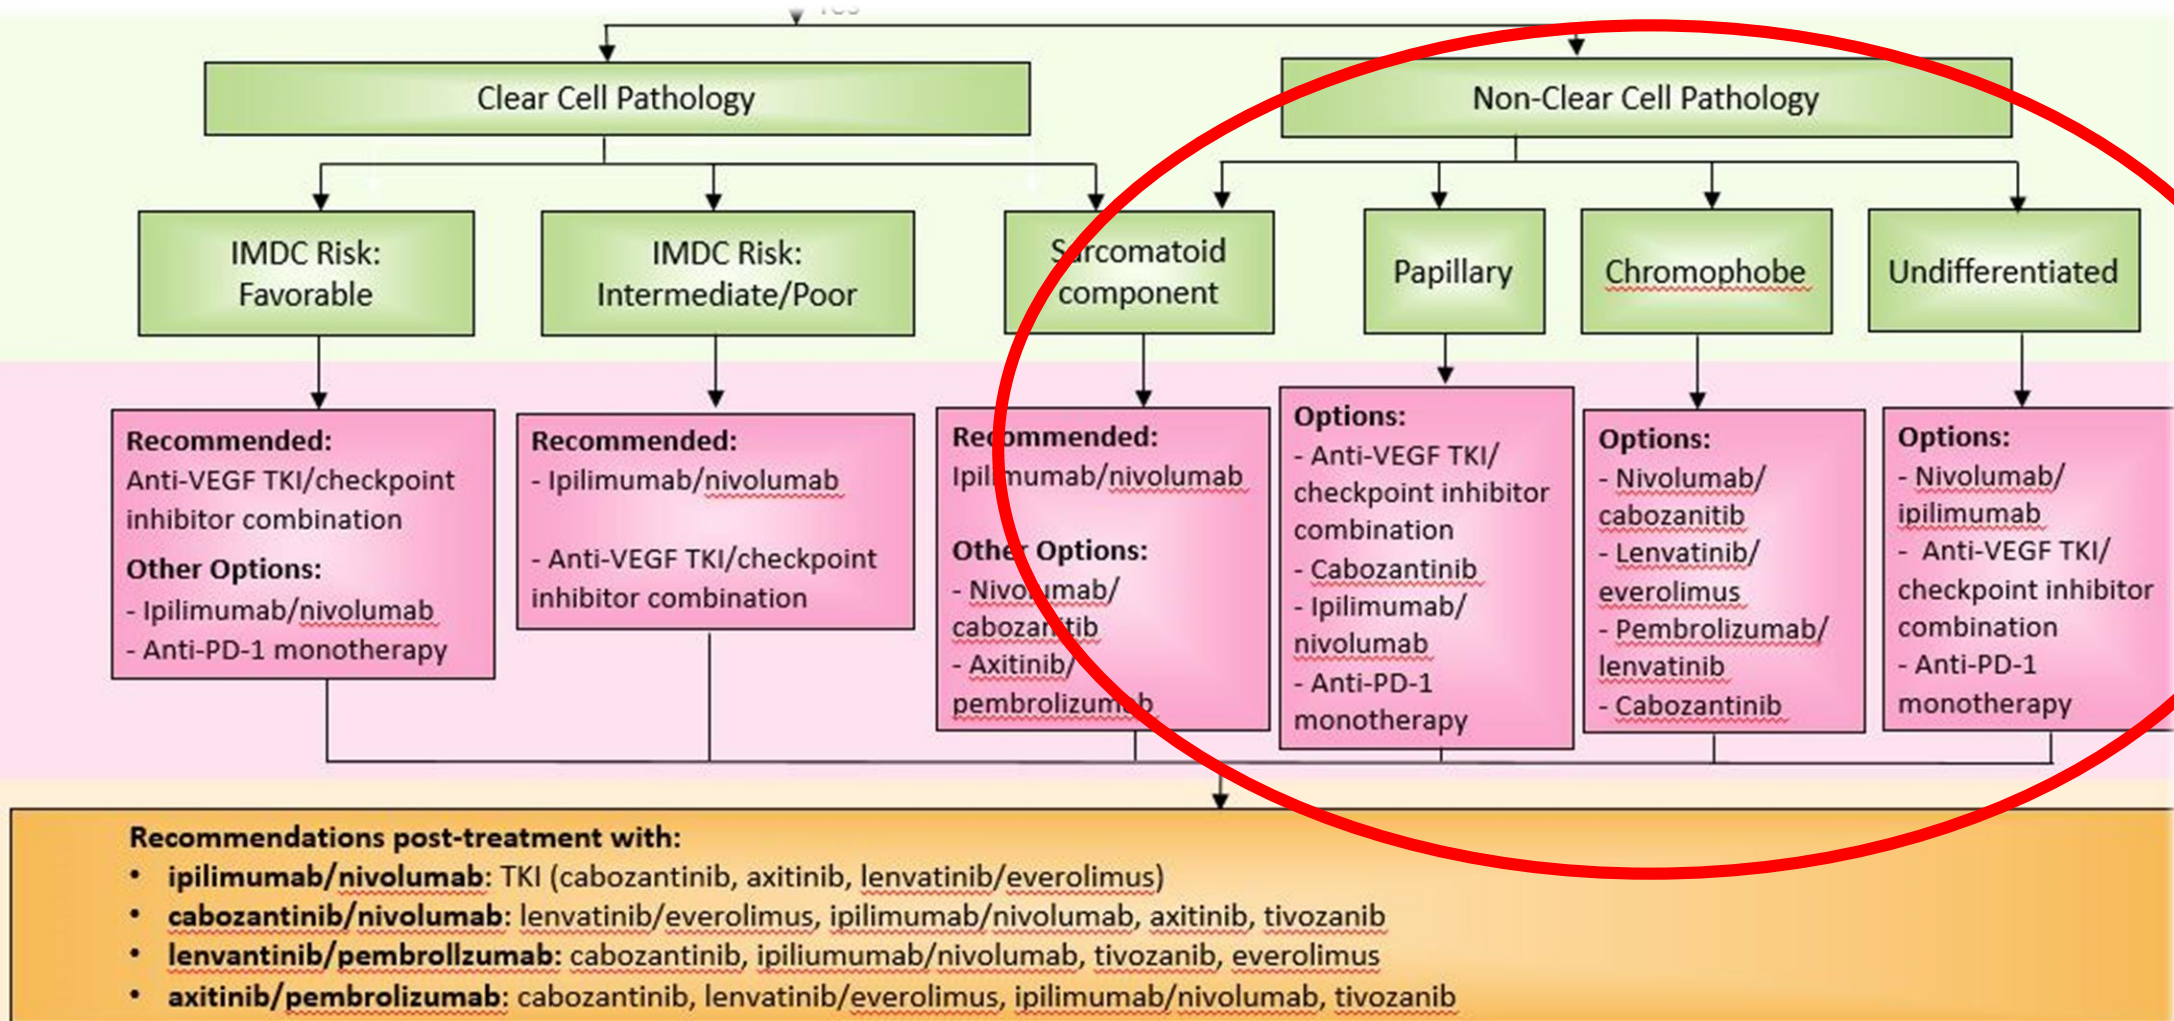 Clear Cell Pathology
Non-Clear Cell Pathology
IMDC Risk:
Favorable
IMDC Risk:
Intermediate/Poor
Sarcomatoid
component
Papillary
Chromophobe
Undifferentiated
Recommended:
Anti-VEGF TKI/checkpoint
inhibitor combination
Other Options:
- Ipilimumab/nivolumab
- Anti-PD-1 monotherapy
Recommended:
- Ipilimumab/nivolumab
- Anti-VEGF TKI/checkpoint
inhibitor combination
Recommended:
Ipilimumab/nivolumab
Other Options:
- Nivolumab/
cabozanitib
- Axitinib/
pembrolizumab
Options:
- Anti-VEGF TKI/
checkpoint inhibitor
combination
- Cabozantinib
- Ipilimumab/
nivolumab
- Anti-PD-1
monotherapy
Options:
- Nivolumab/
cabozanitib
- Lenvatinib/
everolimus
- Pembrolizumab/
lenvatinib
- Cabozantinib
Options:
- Nivolumab/
ipilimumab
- Anti-VEGF TKI/
checkpoint inhibitor
combination
- Anti-PD-1
monotherapy
Recommendations post-treatment with:
• ipilimumab/nivolumab: TKI (cabozantinib, axitinib, lenvatinib/everolimus)
• cabozantinib/nivolumab: lenvatinib/everolimus, ipilimumab/nivolumab, axitinib, tivozanib
• lenvantinib/pembrollzumab: cabozantinib, ipiliumumab/nivolumab, tivozanib, everolimus
• axitinib/pembrolizumab: cabozantinib, lenvatinib/everolimus, ipilimumab/nivolumab, tivozanib